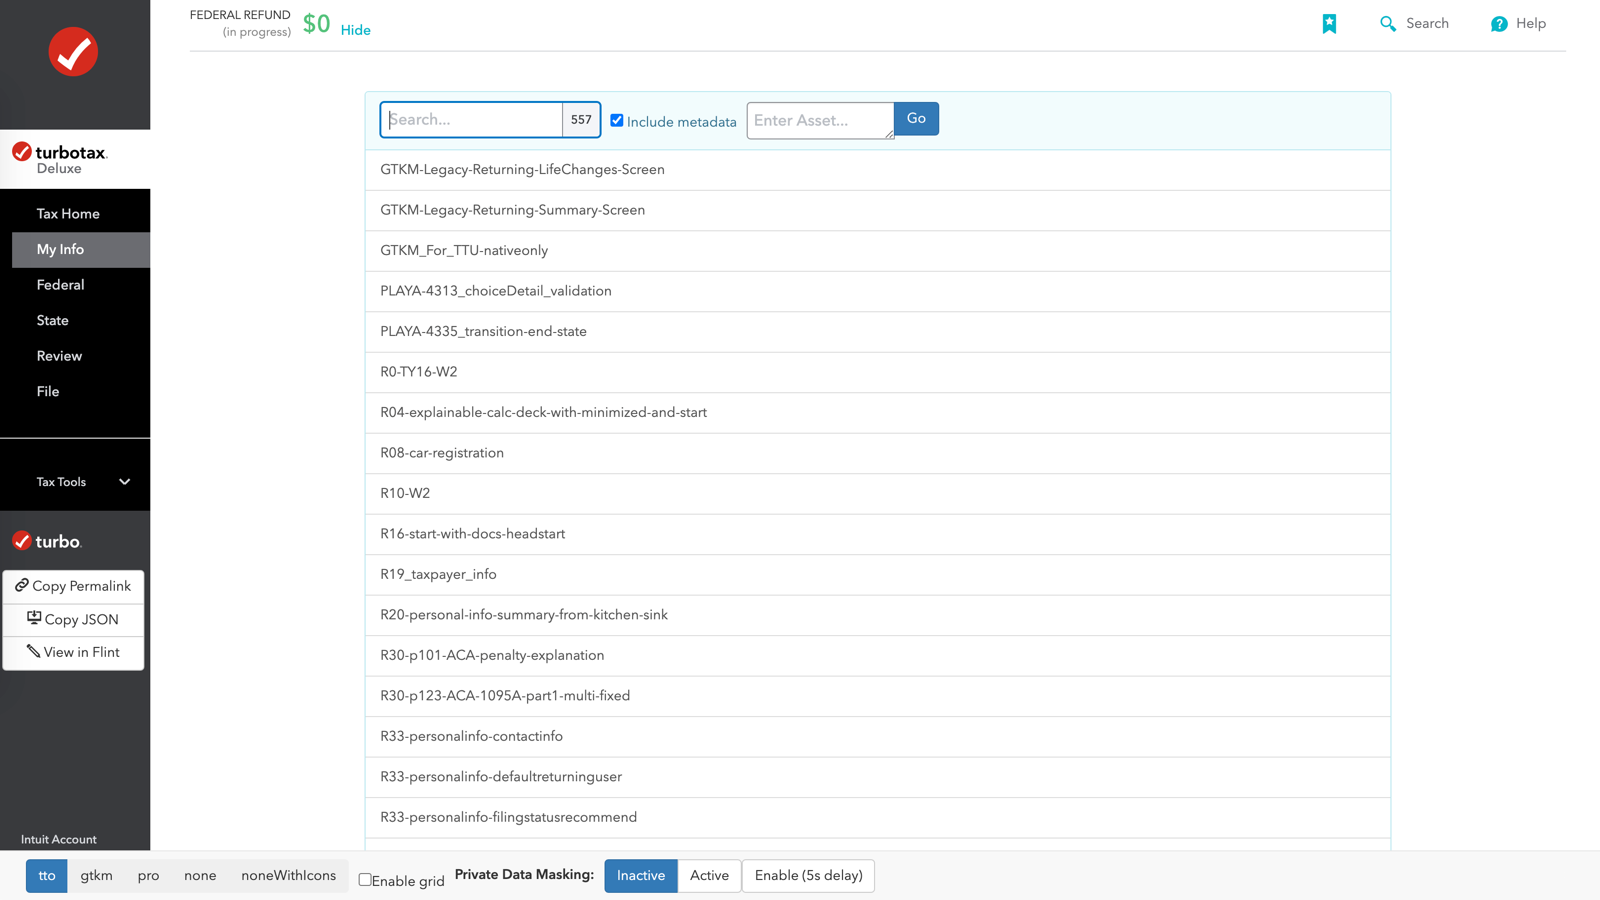 FEDERAL REFUND
(in progress)
$0
Hide
Search
Help
turbotax.
Deluxe
Tax Home
My Info
Federal
State
Review
File
Tax Tools
turbo.
Copy Permalink
Copy JSON
View in Flint
Intuit Account
Search...
557
Include metadata
Enter Asset...
Go
GTKM-Legacy-Returning-LifeChanges-Screen
GTKM-Legacy-Returning-Summary-Screen
GTKM_For_TTU-nativeonly
PLAYA-4313_choiceDetail_validation
PLAYA-4335_transition-end-state
R0-TY16-W2
R04-explainable-calc-deck-with-minimized-and-start
R08-car-registration
R10-W2
R16-start-with-docs-headstart
R19_taxpayer_info
R20-personal-info-summary-from-kitchen-sink
R30-p101-ACA-penalty-explanation
R30-p123-ACA-1095A-part1-multi-fixed
R33-personalinfo-contactinfo
R33-personalinfo-defaultreturninguser
R33-personalinfo-filingstatusrecommend
tto gtkm pro none noneWithIcons Enable grid Private Data Masking: Inactive Active Enable (5s delay)